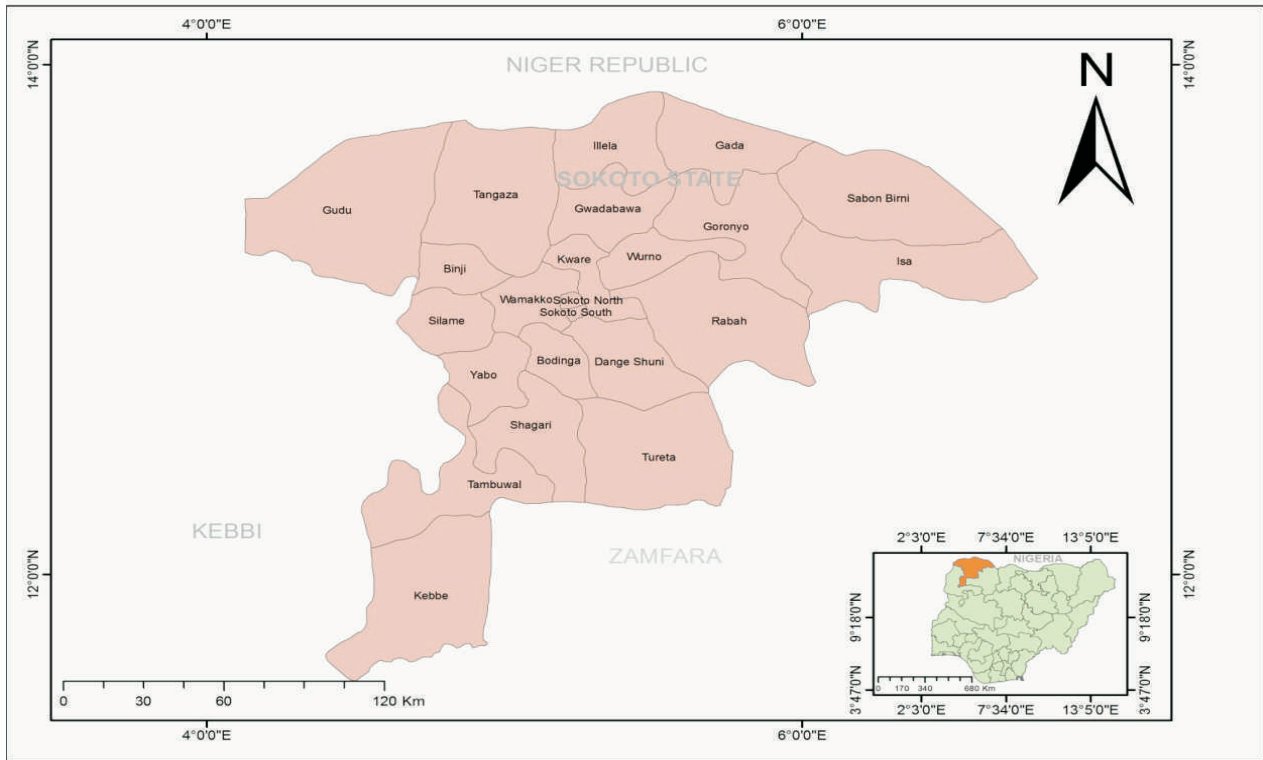 4°0'0"E 6°0'0"E
14°0'0"N 14°0'0"N
NIGER REPUBLIC
N
Illela Gada
SOKOTO STATE
Tangaza
Sabon Birni
Gudu Gwadabawa
Goronyo
Kware Wurno
Isa
Binji
Wamakko Sokoto North
Sokoto South
Silame Rabah
Bodinga Dange Shuni
Yabo
Shagari
Tureta
Tambuwal
KEBBI
ZAMFARA
12°0'0"N 12°0'0"N
Kebbe
0 30 60 120 Km
4°0'0"E 6°0'0"E
2°3'0"E 7°34'0"E 13°5'0"E
NIGERIA
9°18'0"N 9°18'0"N
0 170 340 680 Km
3°47'0"N 3°47'0"N
2°3'0"E 7°34'0"E 13°5'0"E